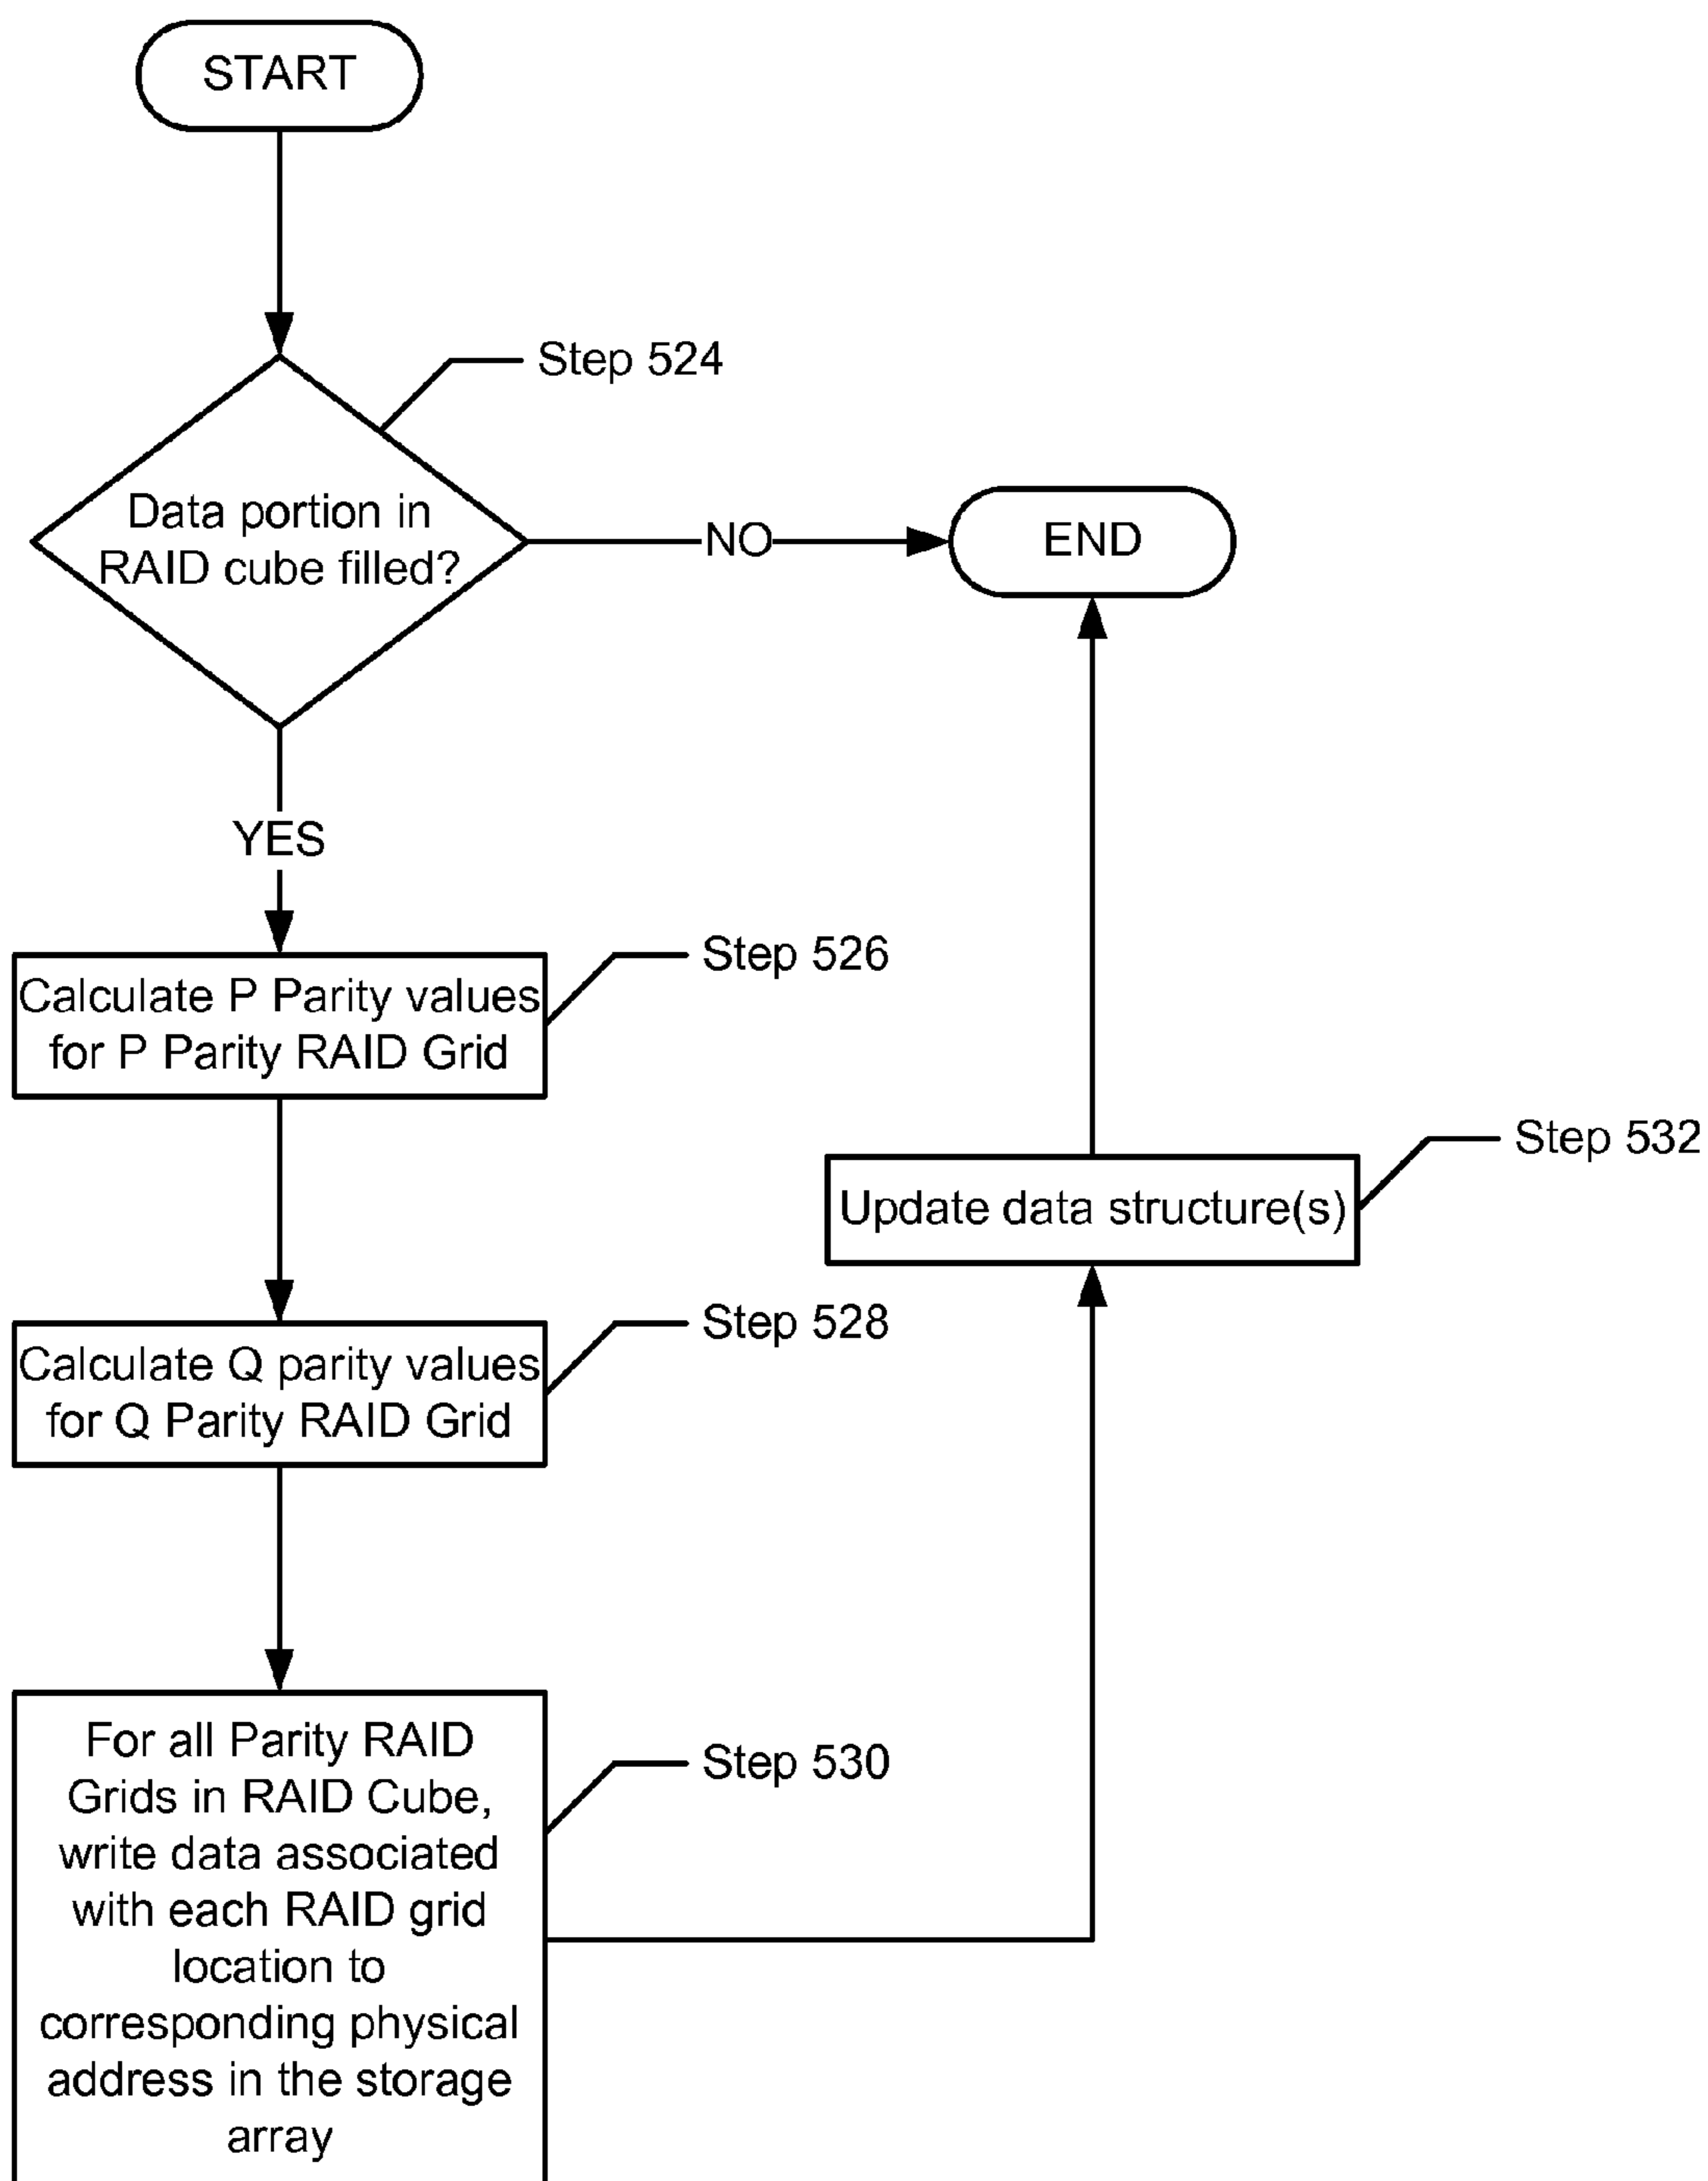 START
Step 524
Data portion in
RAID cube filled?
NO
END
YES
Step 526
Calculate P Parity values
for P Parity RAID Grid
Step 532
Update data structure(s)
Step 528
Calculate Q parity values
for Q Parity RAID Grid
Step 530
For all Parity RAID
Grids in RAID Cube,
write data associated
with each RAID grid
location to
corresponding physical
address in the storage
array